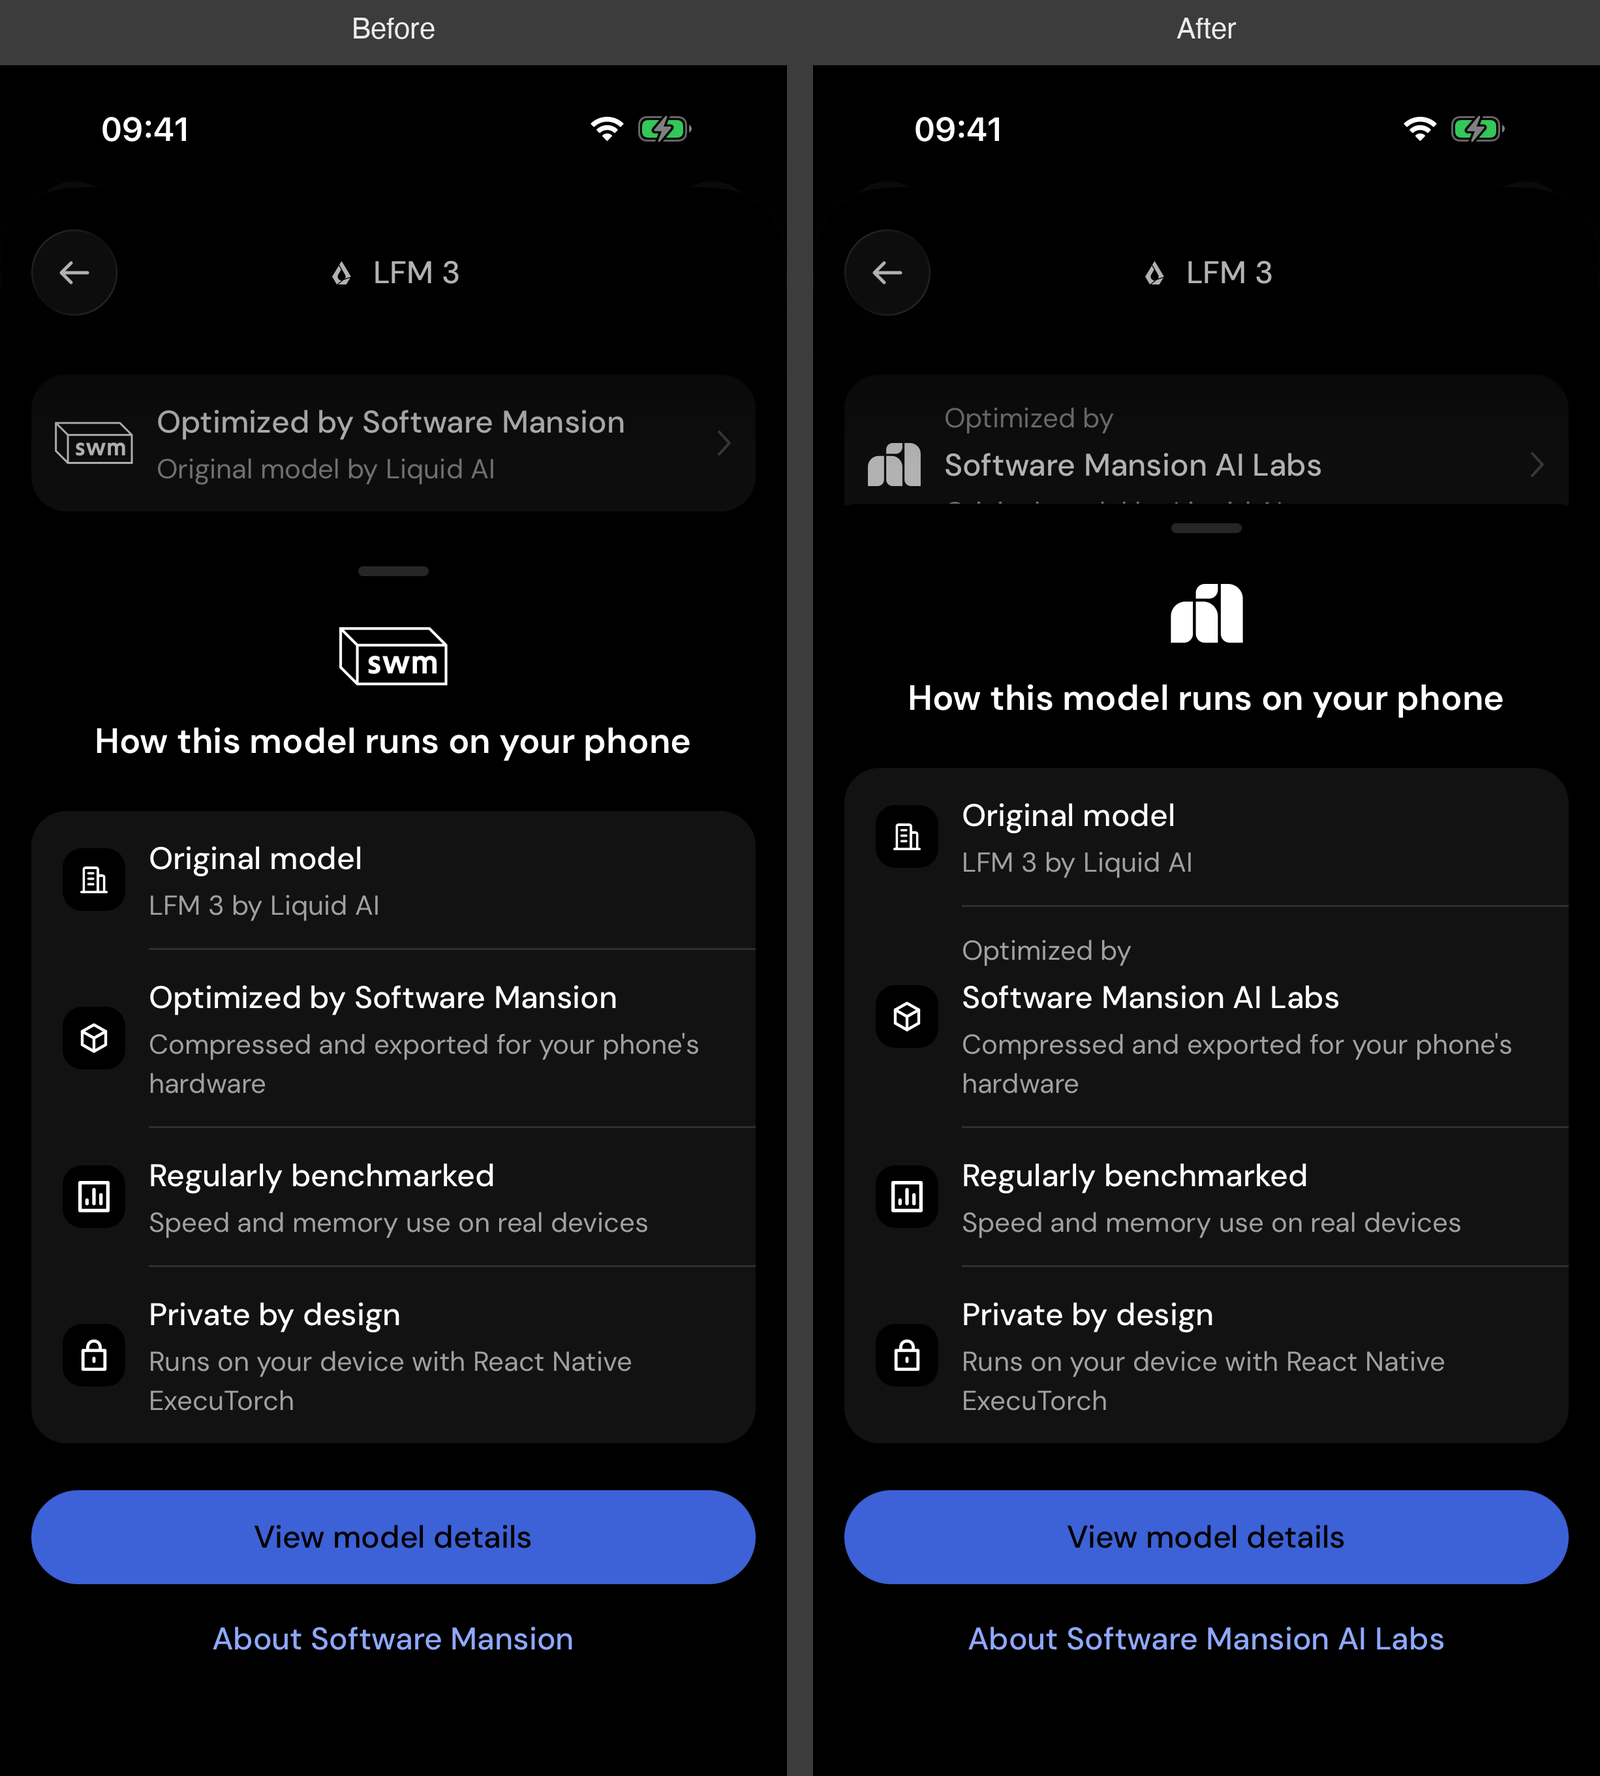 Before
09:41
LFM 3
swm
Optimized by Software Mansion
Original model by Liquid AI
swm
How this model runs on your phone
Original model
LFM 3 by Liquid AI
Optimized by Software Mansion
Compressed and exported for your phone's
hardware
Regularly benchmarked
Speed and memory use on real devices
Private by design
Runs on your device with React Native
ExecuTorch
View model details
About Software Mansion
After
09:41
LFM 3
Optimized by
Software Mansion AI Labs
How this model runs on your phone
Original model
LFM 3 by Liquid AI
Optimized by
Software Mansion AI Labs
Compressed and exported for your phone's
hardware
Regularly benchmarked
Speed and memory use on real devices
Private by design
Runs on your device with React Native
ExecuTorch
View model details
About Software Mansion AI Labs